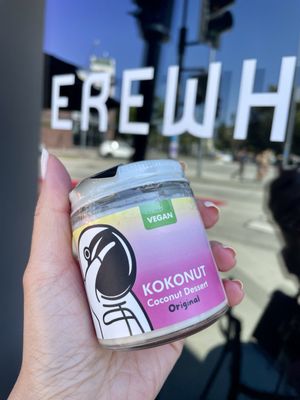 EREWH
VEGAN
KOKONUT
Coconut Dessert
Original